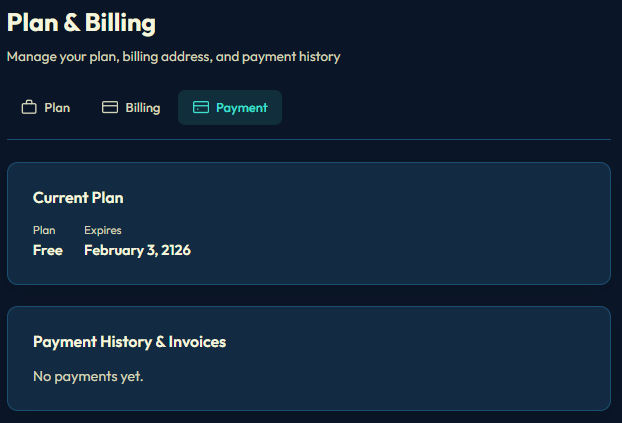 Plan & Billing
Manage your plan, billing address, and payment history
Plan Billing Payment
Current Plan
Plan Expires
Free February 3, 2126
Payment History & Invoices
No payments yet.